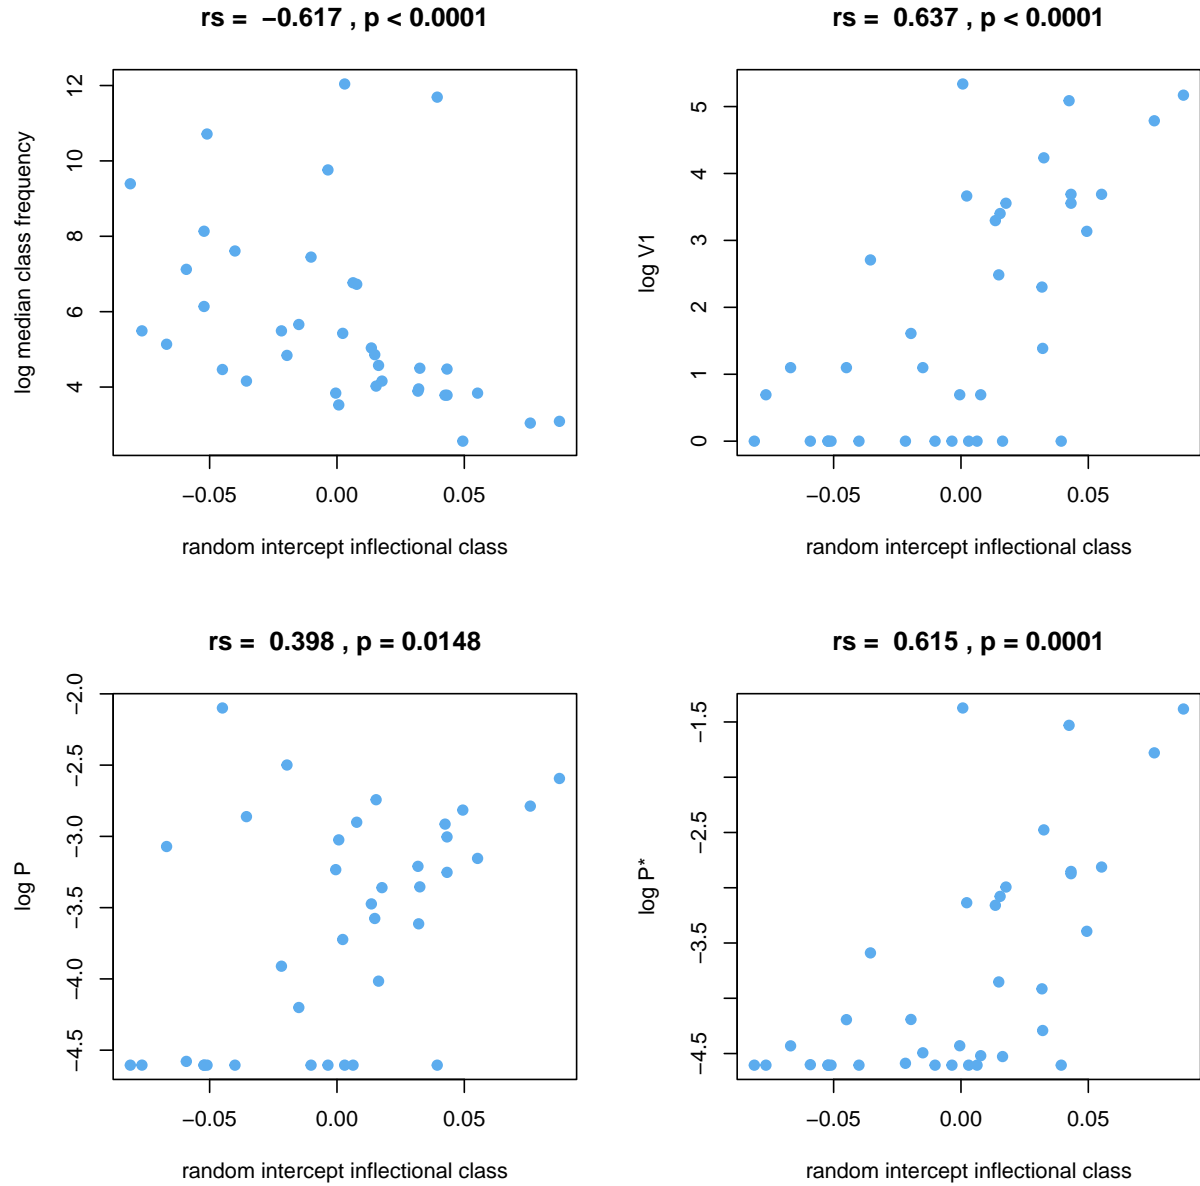 rs =  −0.617 , p < 0.0001
log median class frequency
12
10
8
6
4
−0.05 0.00 0.05
random intercept inflectional class
rs =  0.637 , p < 0.0001
log V1
5
4
3
2
1
0
−0.05 0.00 0.05
random intercept inflectional class
rs =  0.398 , p = 0.0148
log P
−2.0
−2.5
−3.0
−3.5
−4.0
−4.5
−0.05 0.00 0.05
random intercept inflectional class
rs =  0.615 , p = 0.0001
log P*
−1.5
−2.5
−3.5
−4.5
−0.05 0.00 0.05
random intercept inflectional class